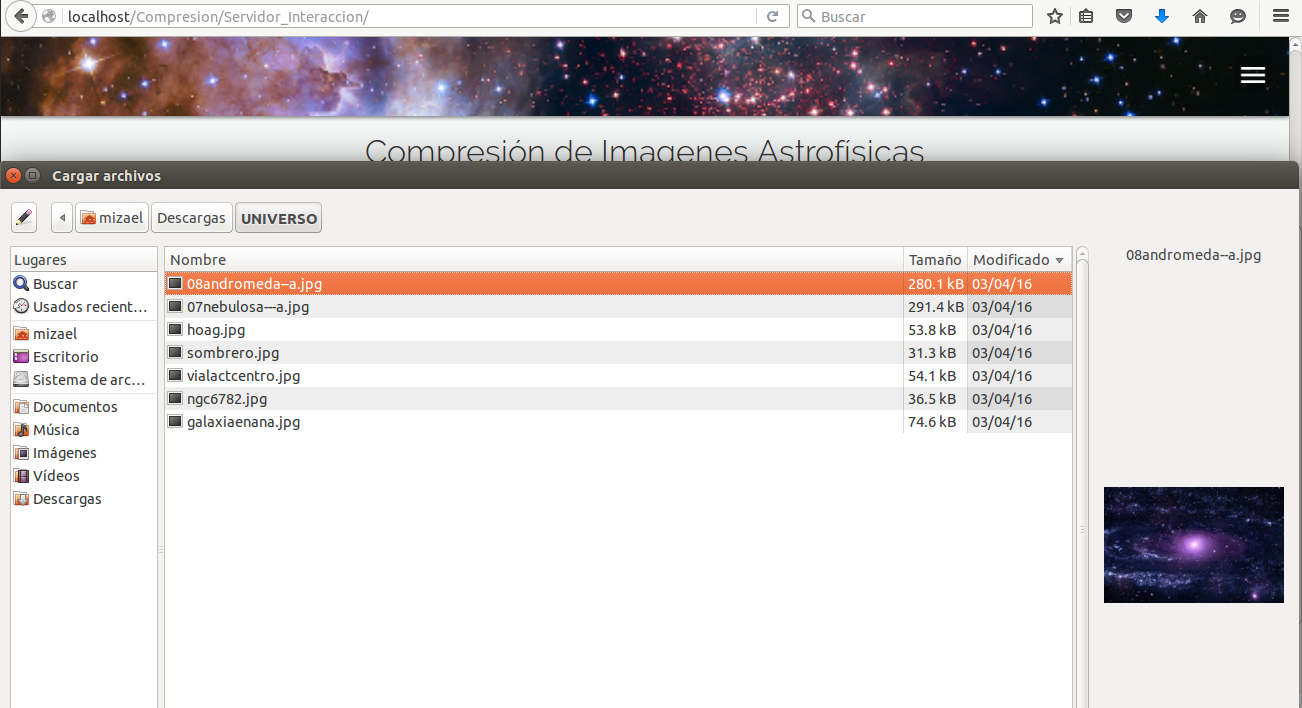 localhost/Compresion/Servidor_Interaccion/
Buscar
Compresión de Imagenes Astrofísicas
Cargar archivos
mizael
Descargas
UNIVERSO
Lugares
Buscar
Usados recient...
mizael
Escritorio
Sistema de arc...
Documentos
Música
Imágenes
Vídeos
Descargas
Nombre Tamaño Modificado
08andromeda--a.jpg 280.1 kB 03/04/16
07nebulosa---a.jpg 291.4 kB 03/04/16
hoag.jpg 53.8 kB 03/04/16
sombrero.jpg 31.3 kB 03/04/16
vialactcentro.jpg 54.1 kB 03/04/16
ngc6782.jpg 36.5 kB 03/04/16
galaxiaenana.jpg 74.6 kB 03/04/16
08andromeda--a.jpg